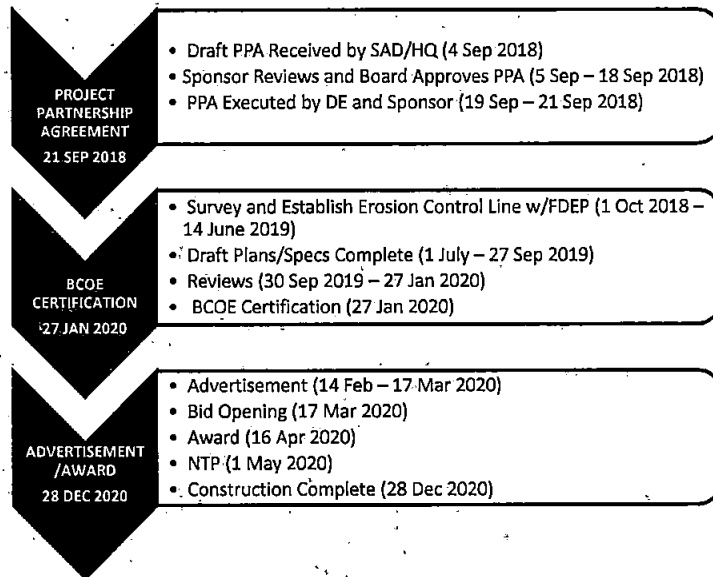 PROJECT
PARTNERSHIP
AGREEMENT
21 SEP 2018
• Draft PPA Received by SAD/HQ (4 Sep 2018)
• Sponsor Reviews and Board Approves PPA (5 Sep – 18 Sep 2018)
• PPA Executed by DE and Sponsor (19 Sep – 21 Sep 2018)
BCOE
CERTIFICATION
27 JAN 2020
• Survey and Establish Erosion Control Line w/FDEP (1 Oct 2018 –
14 June 2019)
• Draft Plans/Specs Complete (1 July – 27 Sep 2019)
• Reviews (30 Sep 2019 – 27 Jan 2020)
• BCOE Certification (27 Jan 2020)
ADVERTISEMENT
/AWARD
28 DEC 2020
• Advertisement (14 Feb – 17 Mar 2020)
• Bid Opening (17 Mar 2020)
• Award (16 Apr 2020)
• NTP (1 May 2020)
• Construction Complete (28 Dec 2020)